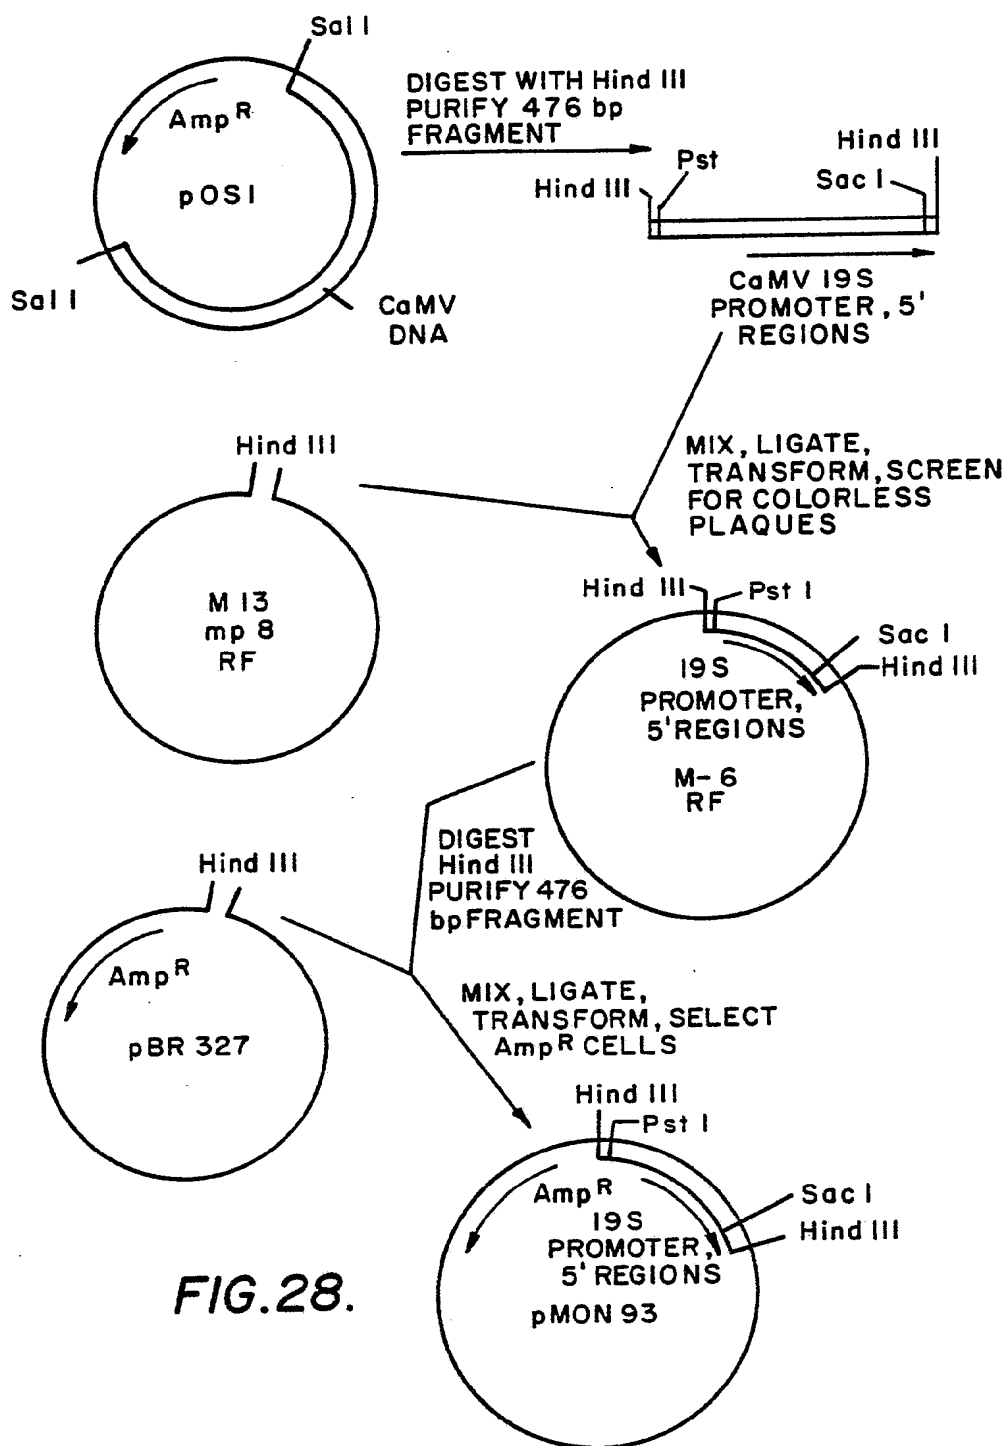 Sal I
Amp R
pOS1
Sal I
CaMV
DNA
DIGEST WITH Hind III
PURIFY 476 bp
FRAGMENT
Hind III
Pst
Sac I
Hind III
CaMV 19S
PROMOTER, 5'
REGIONS
Hind III
M 13
mp 8
RF
MIX, LIGATE,
TRANSFORM, SCREEN
FOR COLORLESS
PLAQUES
Hind III
Pst I
Sac I
Hind III
19S
PROMOTER,
5' REGIONS
M-6
RF
DIGEST
Hind III
PURIFY 476
bp FRAGMENT
Hind III
Amp R
pBR 327
MIX, LIGATE,
TRANSFORM, SELECT
Amp R CELLS
Hind III
Pst I
Amp R
Sac I
Hind III
19S
PROMOTER,
5' REGIONS
pMON 93
FIG.28.